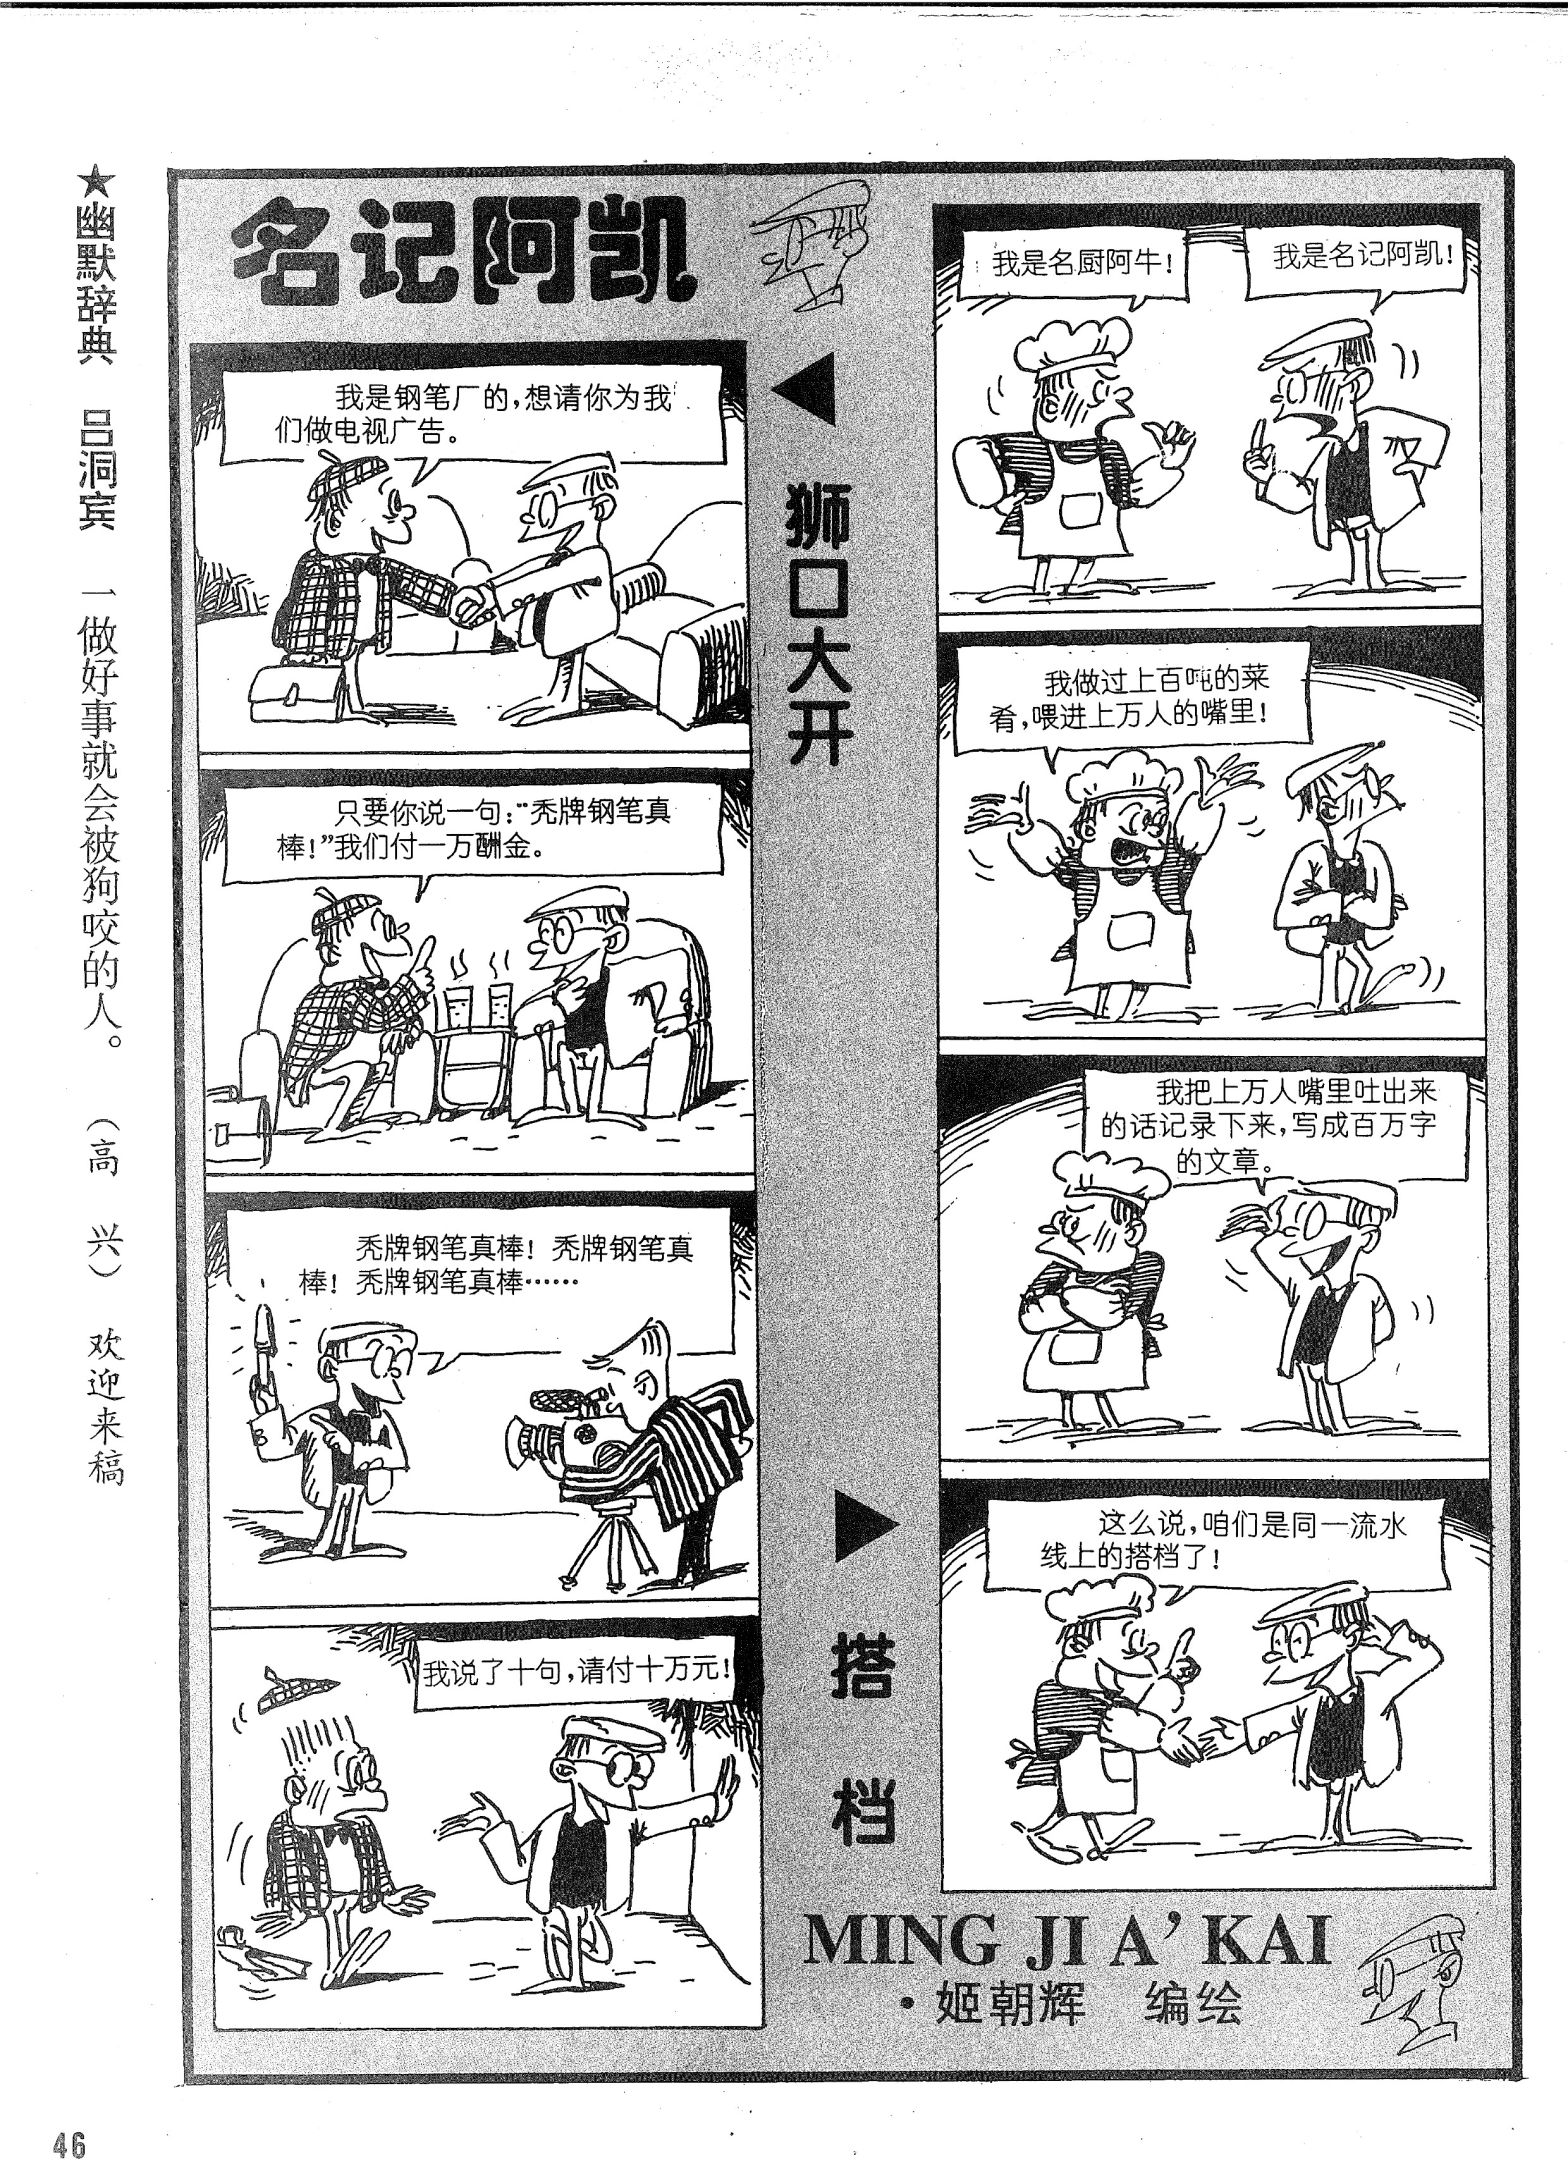 ★幽默辞典 吕洞宾 一做好事就会被狗咬的人。 （高 兴） 欢迎来稿
名记阿凯
狮口大开
我是钢笔厂的，想请你为我
们做电视广告。
只要你说一句：“秃牌钢笔真
棒！”我们付一万酬金。
秃牌钢笔真棒！秃牌钢笔真
棒！秃牌钢笔真棒……
我说了十句，请付十万元！
搭档
我是名厨阿牛！
我是名记阿凯！
我做过上百吨的菜
肴，喂进上万人的嘴里！
我把上万人嘴里吐出来
的话记录下来，写成百万字
的文章。
这么说，咱们是同一流水
线上的搭档了！
MING JI A’ KAI
·姬朝辉 编绘
46